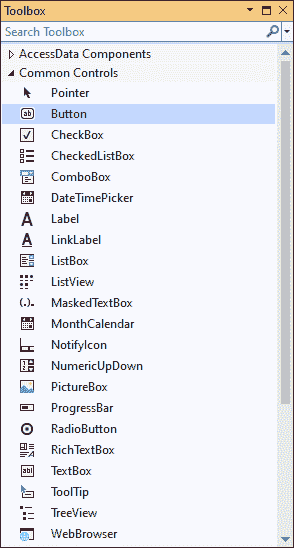 Toolbox
Search Toolbox
AccessData Components
Common Controls
Pointer
Button
CheckBox
CheckedListBox
ComboBox
DateTimePicker
Label
LinkLabel
ListBox
ListView
MaskedTextBox
MonthCalendar
NotifyIcon
NumericUpDown
PictureBox
ProgressBar
RadioButton
RichTextBox
TextBox
ToolTip
TreeView
WebBrowser